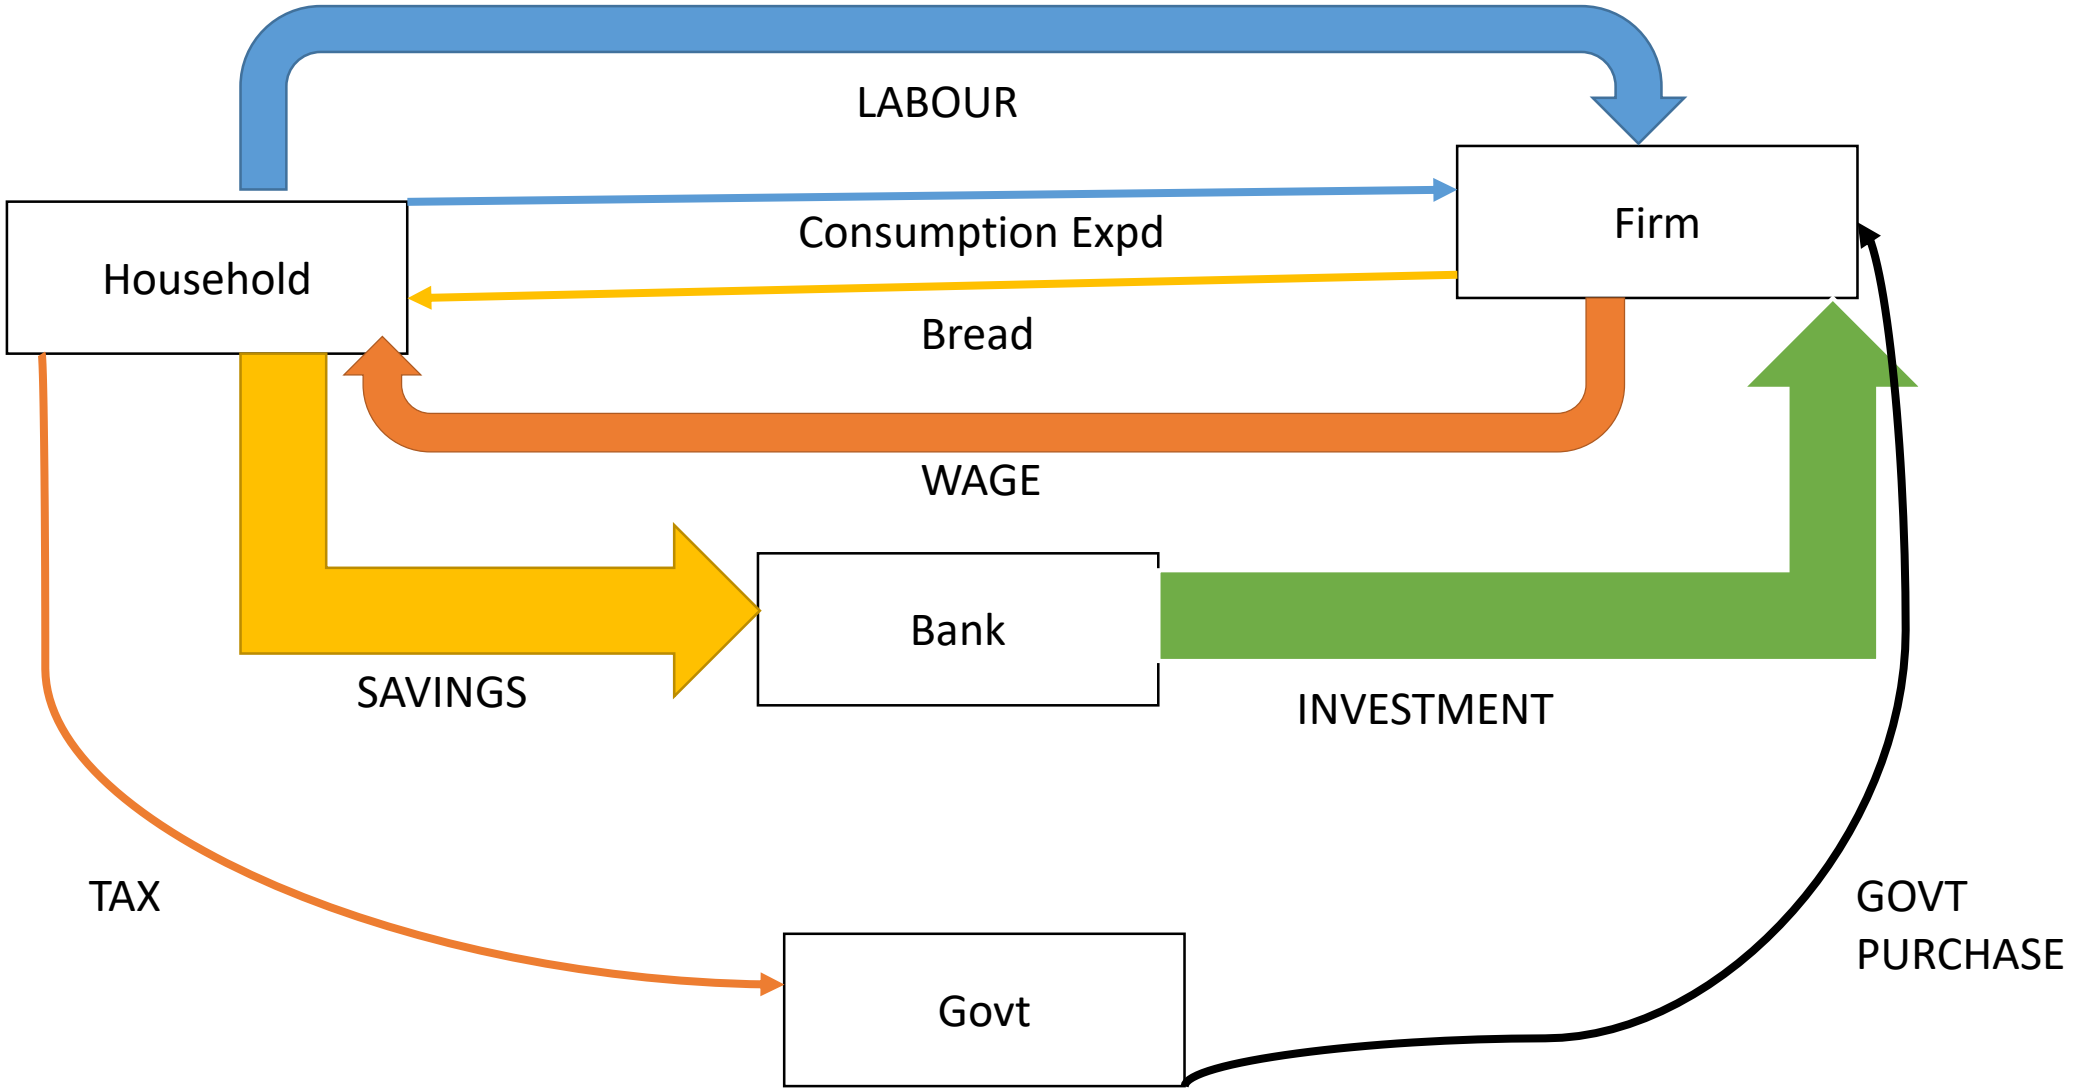 LABOUR
Firm
Consumption Expd
Household
Bread
WAGE
Bank
SAVINGS
INVESTMENT
TAX
GOVT
PURCHASE
Govt